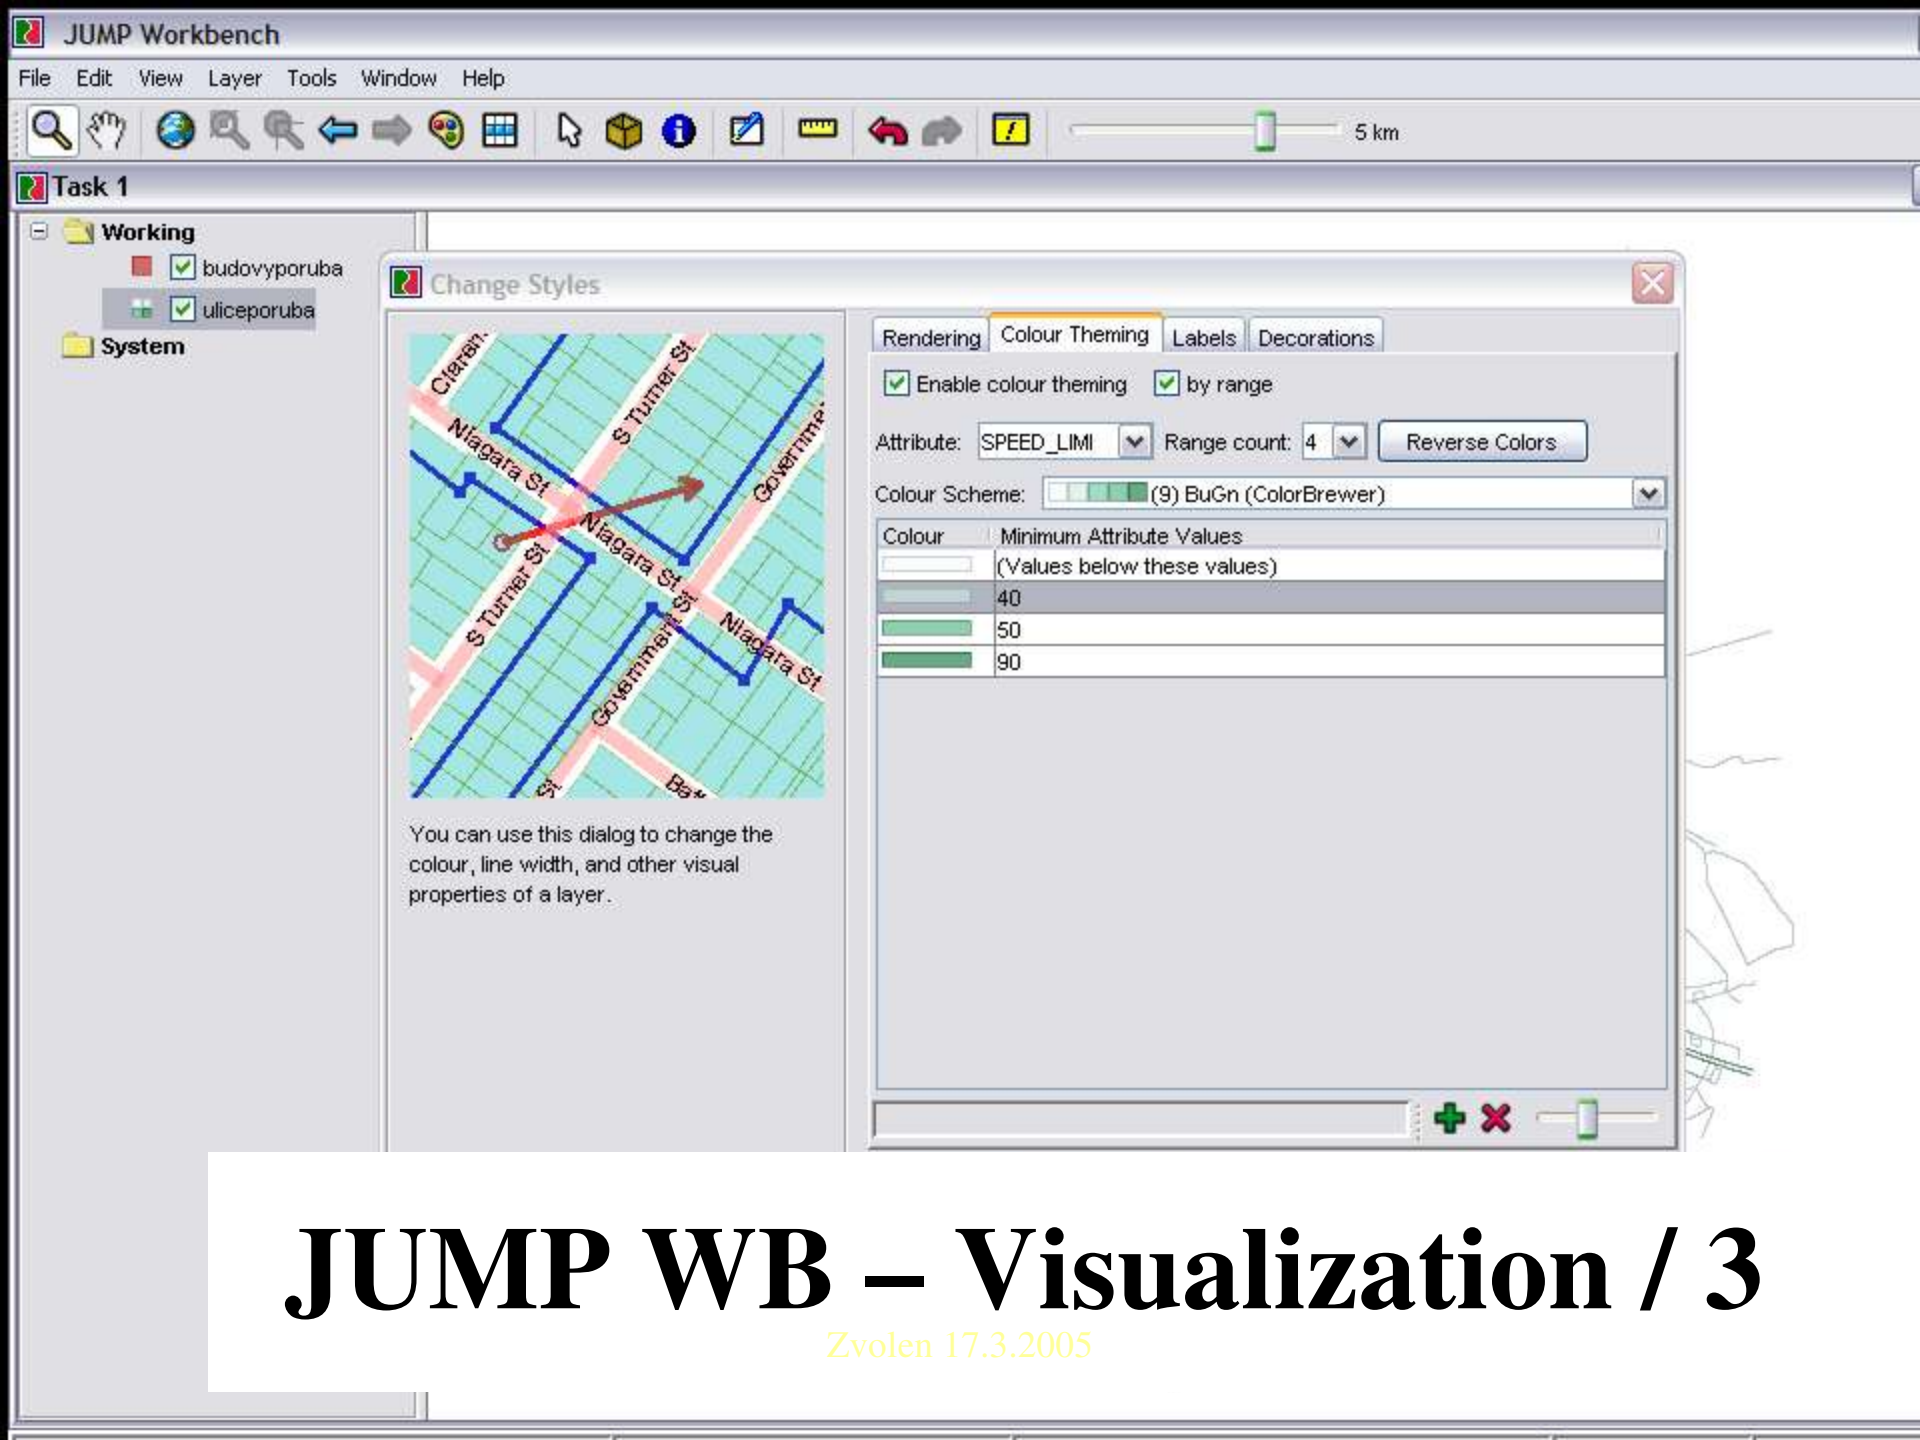 JUMP Workbench
File Edit View Layer Tools Window Help
5 km
Task 1
Working
budovyporuba
uliceporuba
System
Change Styles
Claren.
S Turner St
Niagara St
Governme
Niagara St
S Turner St
Niagara St
Government St
St
Bat
You can use this dialog to change the
colour, line width, and other visual
properties of a layer.
Rendering Colour Theming Labels Decorations
Enable colour theming by range
Attribute: SPEED_LIMI Range count: 4 Reverse Colors
Colour Scheme: (9) BuGn (ColorBrewer)
Colour Minimum Attribute Values
(Values below these values)
40
50
90
JUMP WB – Visualization / 3
Zvolen 17.3.2005